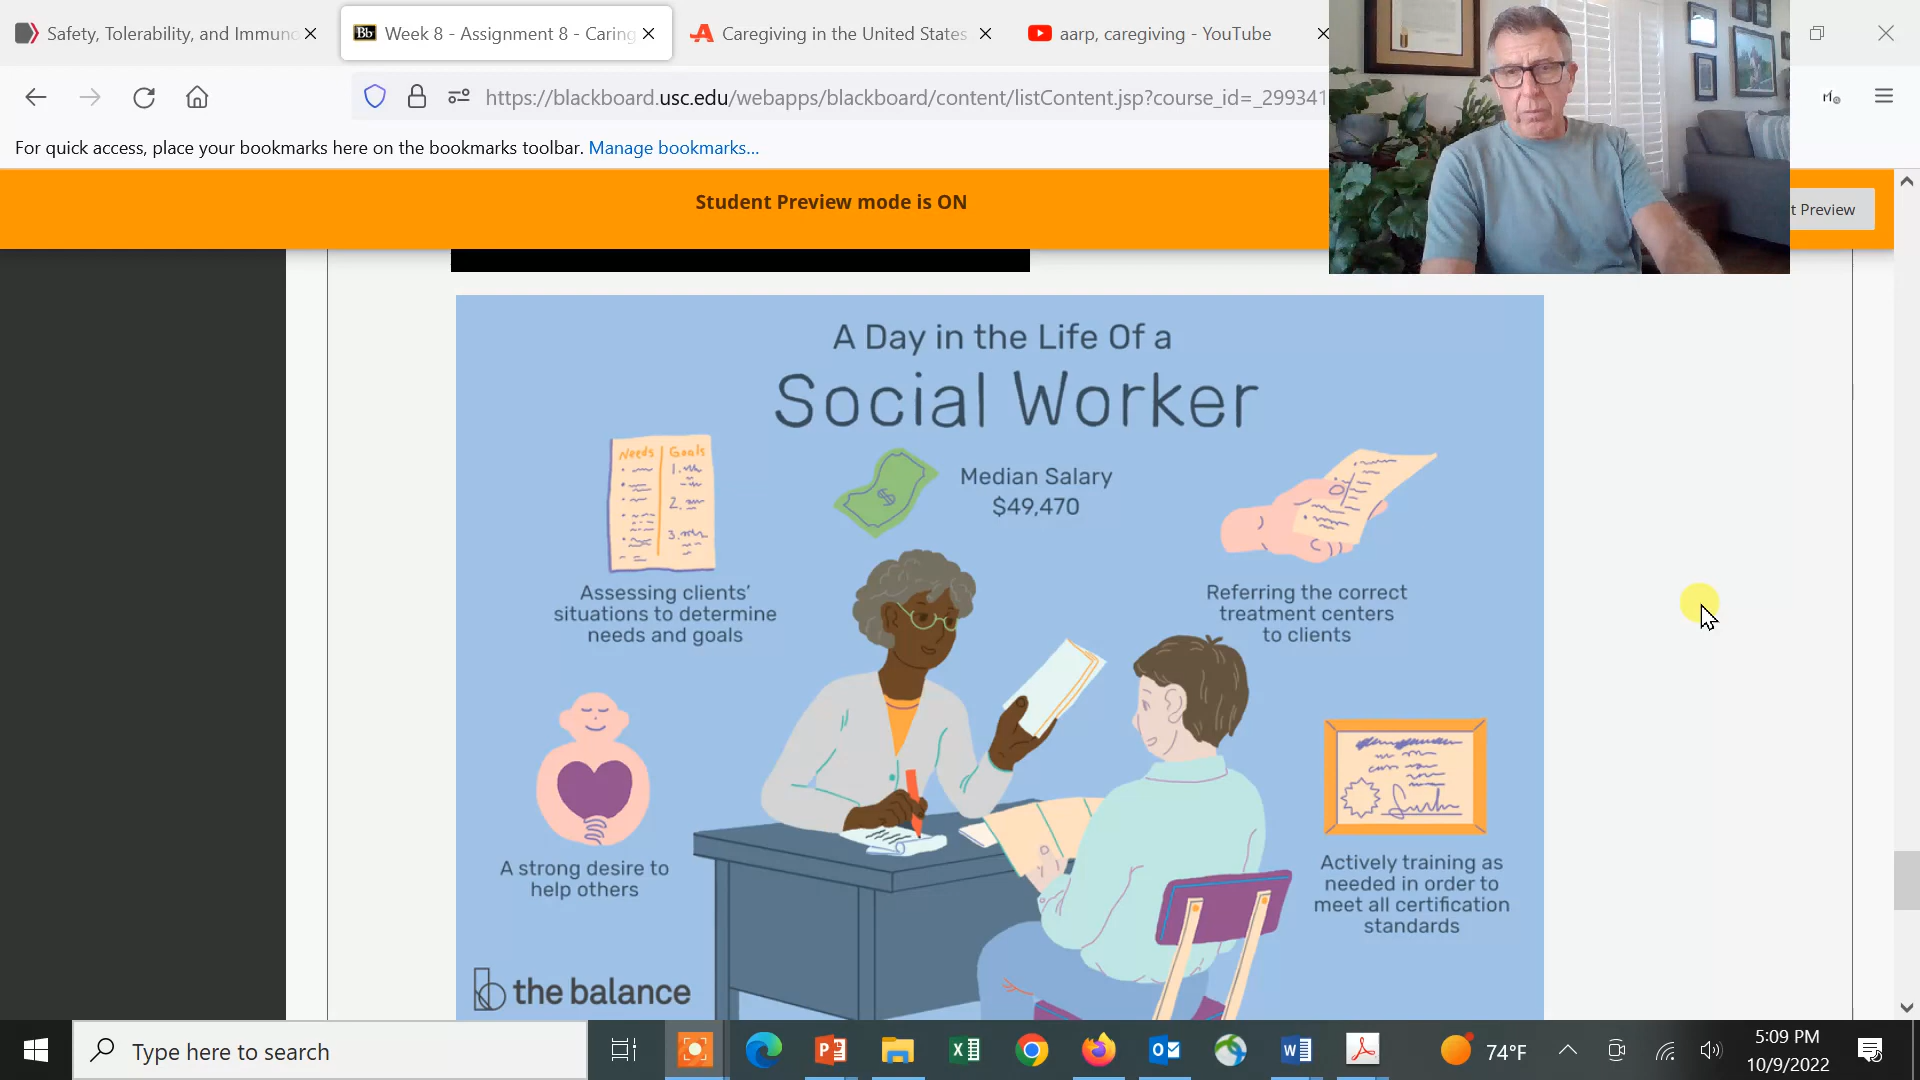 Safety, Tolerability, and Immuno
Bb Week 8 - Assignment 8 - Caring
Caregiving in the United States
aarp, caregiving - YouTube
https://blackboard.usc.edu/webapps/blackboard/content/listContent.jsp?course_id=_299341
For quick access, place your bookmarks here on the bookmarks toolbar. Manage bookmarks...
Student Preview mode is ON
t Preview
A Day in the Life Of a
Social Worker
Needs Goals
1.
2.
3.
$
Median Salary
$49,470
Assessing clients'
situations to determine
needs and goals
Referring the correct
treatment centers
to clients
A strong desire to
help others
Actively training as
needed in order to
meet all certification
standards
b the balance
Type here to search
74°F
5:09 PM
10/9/2022